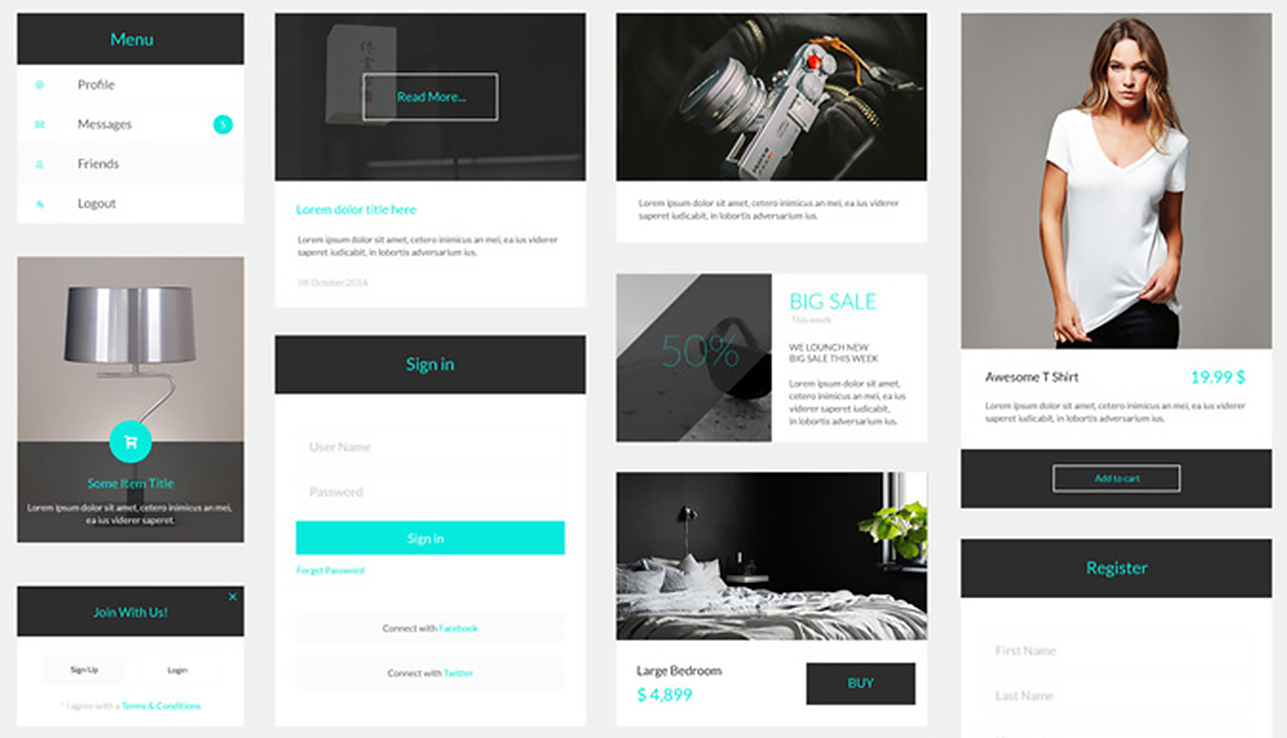 Menu
Profile
Messages
5
Friends
Logout
Some Item Title
Lorem ipsum dolor sit amet, cetero inimicus an mei,
ea ius viderer saperet.
Join With Us!
Sign Up
Login
* I agree with a Terms & Conditions.
Read More...
Lorem dolor title here
Lorem ipsum dolor sit amet, cetero inimicus an mei, ea ius viderer
saperet iudicabit, in lobortis adversarium ius.
08 October 2014
Sign in
User Name
Password
Sign in
Forget Password
Connect with Facebook
Connect with Twitter
Lorem ipsum dolor sit amet, cetero inimicus an mei, ea ius viderer
saperet iudicabit, in lobortis adversarium ius.
50%
BIG SALE
This week
WE LOUNCH NEW
BIG SALE THIS WEEK
Lorem ipsum dolor sit amet,
cetero inimicus an mei, ea ius
viderer saperet iudicabit,
in lobortis adversarium ius.
Large Bedroom
$ 4,899
BUY
Awesome T Shirt
19.99 $
Lorem ipsum dolor sit amet, cetero inimicus an mei, ea ius viderer
saperet iudicabit, in lobortis adversarium ius.
Add to cart
Register
First Name
Last Name